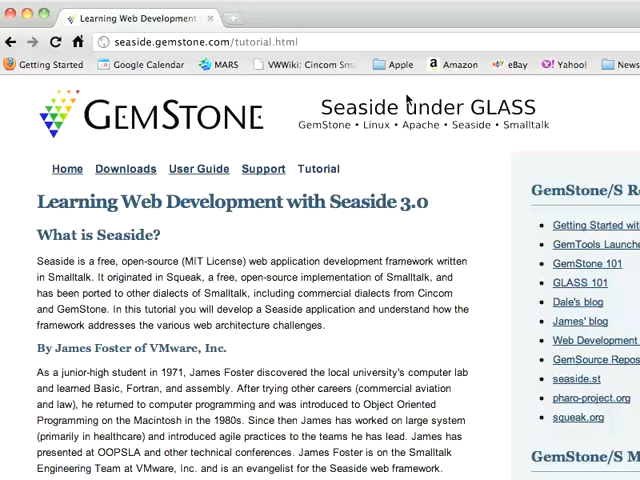 Learning Web Development
seaside.gemstone.com/tutorial.html
Getting Started
Google Calendar
MARS
VWWiki: Cincom Sm
Apple
Amazon
eBay
Yahoo!
News
GEMSTONE
Seaside under GLASS
GemStone • Linux • Apache • Seaside • Smalltalk
Home
Downloads
User Guide
Support
Tutorial
Learning Web Development with Seaside 3.0
What is Seaside?
Seaside is a free, open-source (MIT License) web application development framework written
in Smalltalk. It originated in Squeak, a free, open-source implementation of Smalltalk, and
has been ported to other dialects of Smalltalk, including commercial dialects from Cincom
and GemStone. In this tutorial you will develop a Seaside application and understand how the
framework addresses the various web architecture challenges.
By James Foster of VMware, Inc.
As a junior-high student in 1971, James Foster discovered the local university's computer lab
and learned Basic, Fortran, and assembly. After trying other careers (commercial aviation
and law), he returned to computer programming and was introduced to Object Oriented
Programming on the Macintosh in the 1980s. Since then James has worked on large system
(primarily in healthcare) and introduced agile practices to the teams he has lead. James has
presented at OOPSLA and other technical conferences. James Foster is on the Smalltalk
Engineering Team at VMware, Inc. and is an evangelist for the Seaside web framework.
GemStone/S R
Getting Started wit
GemTools Launch
GemStone 101
GLASS 101
Dale's blog
James' blog
Web Development
GemSource Repos
seaside.st
pharo-project.org
squeak.org
GemStone/S M